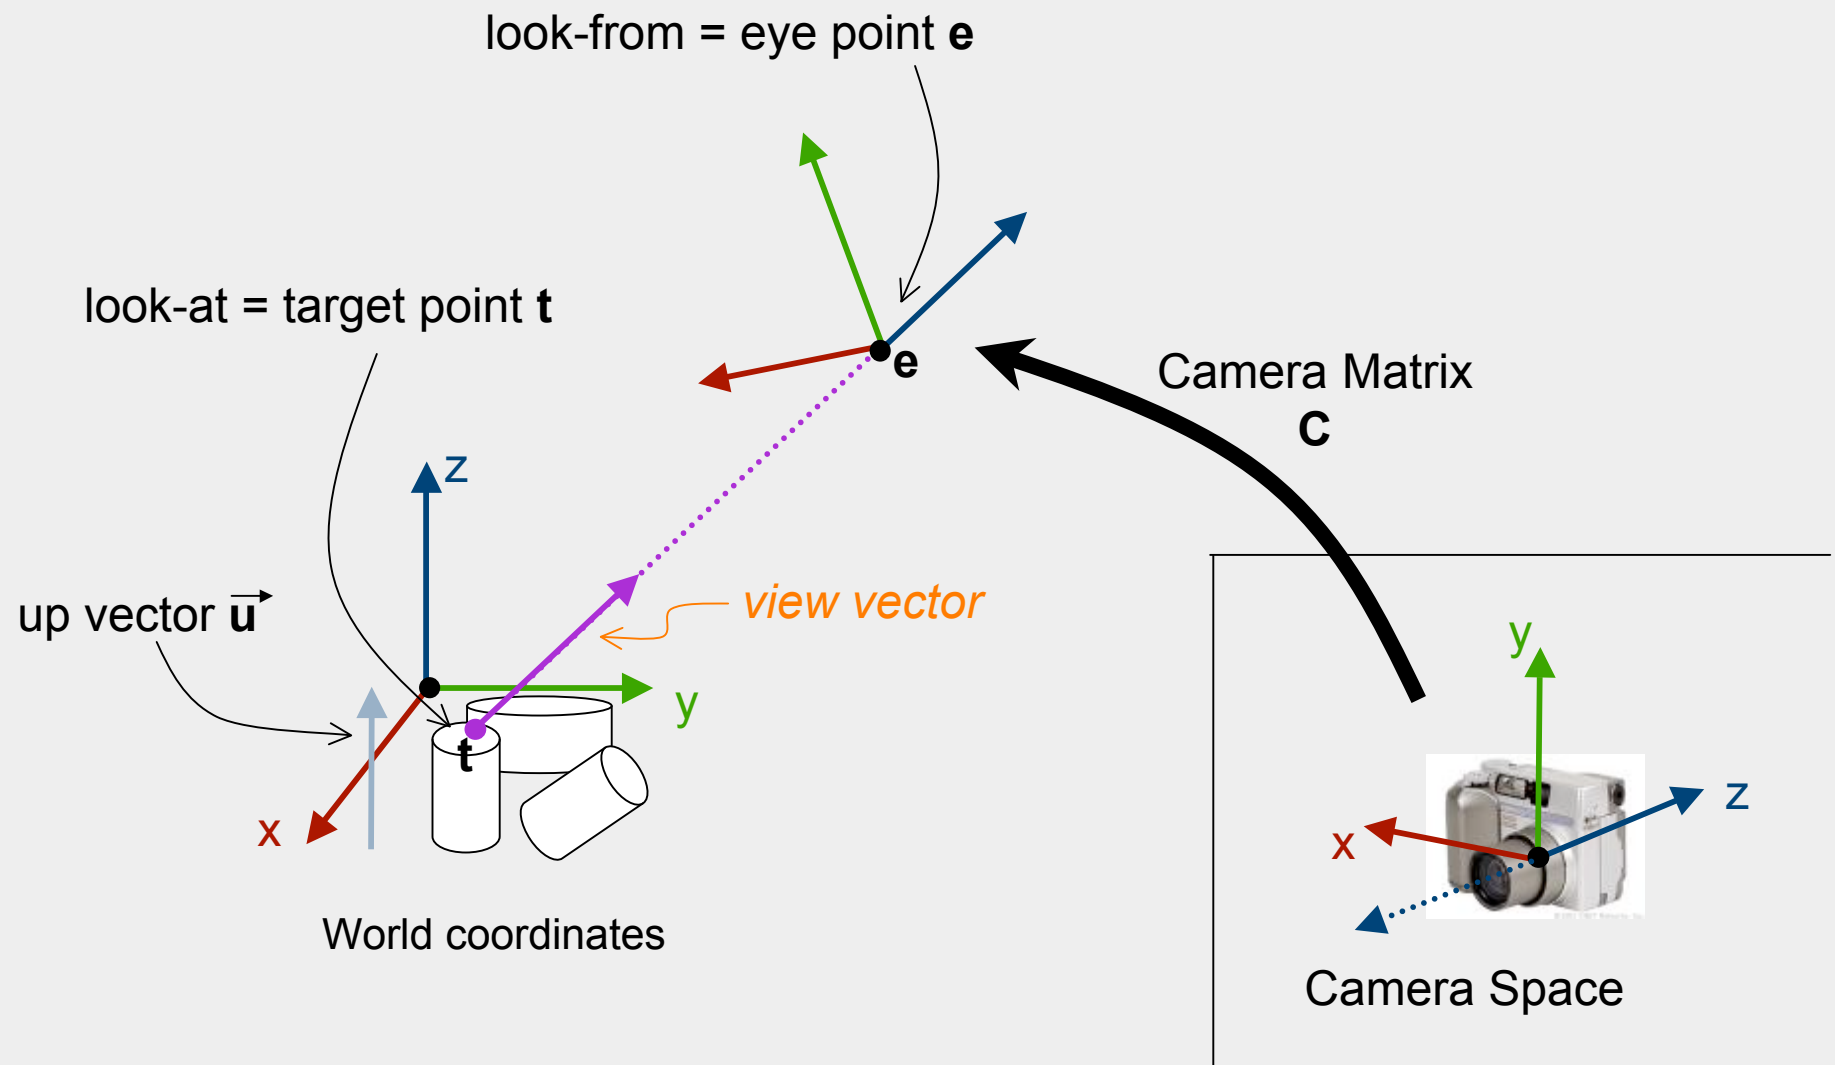 look-from = eye point e
look-at = target point t
e
Camera Matrix
C
z
up vector u
view vector
y
t
x
World coordinates
y
z
x
Camera Space